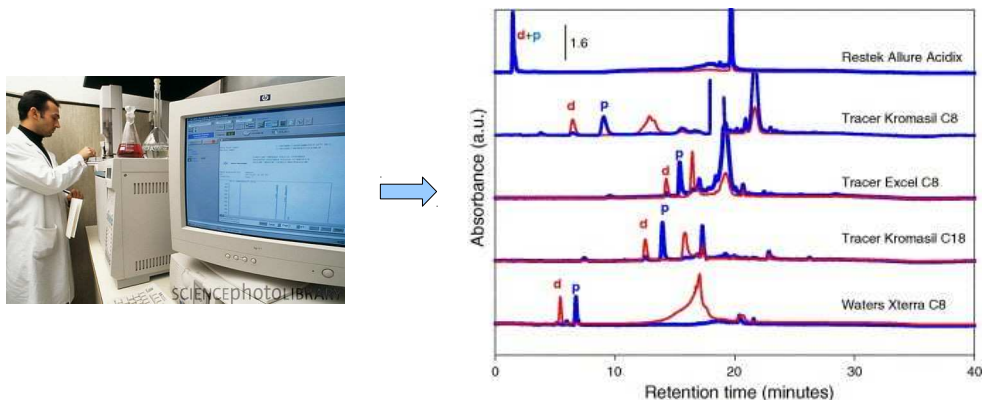 SCIENCEPHOTOLIBRARY
hp
d+p
1.6
Restek Allure Acidix
d
p
Tracer Kromasil C8
d
p
Tracer Excel C8
d
p
Tracer Kromasil C18
d
p
Waters Xterra C8
Absorbance (a.u.)
0
10
20
30
40
Retention time (minutes)